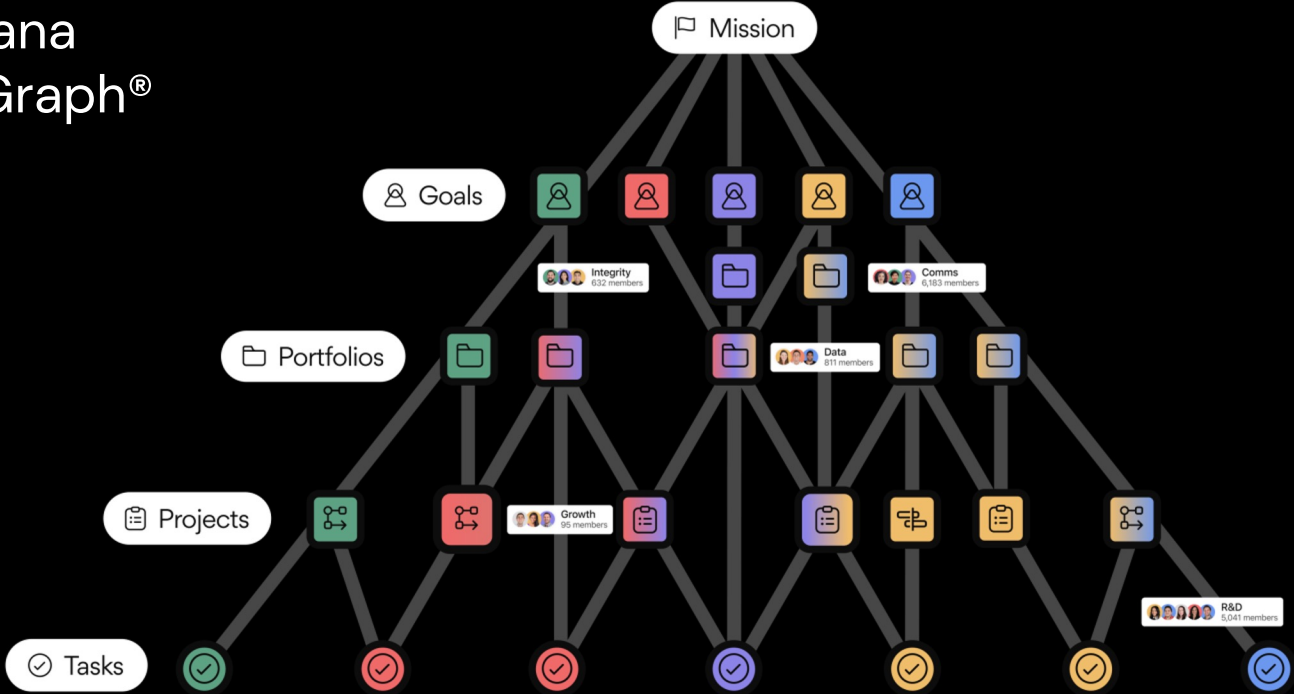 ana
Graph®
Mission
Goals
Integrity
632 members
Comms
6,183 members
Portfolios
Data
811 members
Projects
Growth
95 members
R&D
5,041 members
Tasks